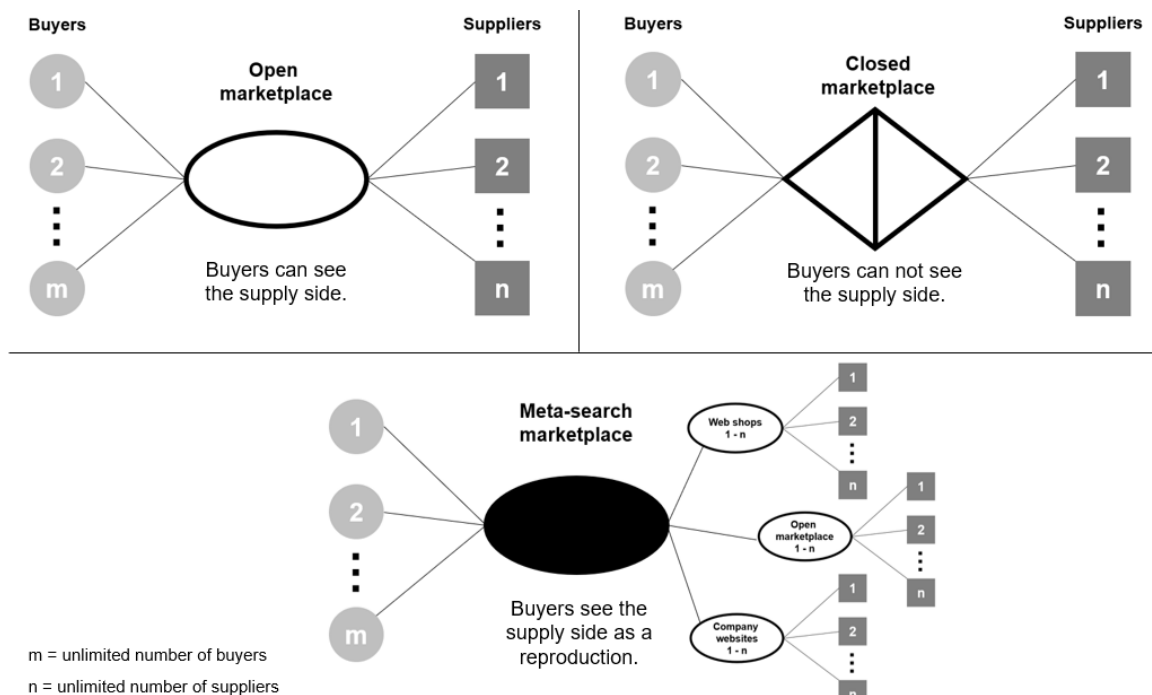 Buyers
Suppliers
1
2
m
Open
marketplace
Buyers can see
the supply side.
1
2
n
Buyers
Suppliers
1
2
m
Closed
marketplace
Buyers can not see
the supply side.
1
2
n
1
2
m
Meta-search
marketplace
Buyers see the
supply side as a
reproduction.
Web shops
1 - n
1
2
n
Open
marketplace
1 - n
1
2
n
Company
websites
1 - n
1
2
n
m = unlimited number of buyers
n = unlimited number of suppliers